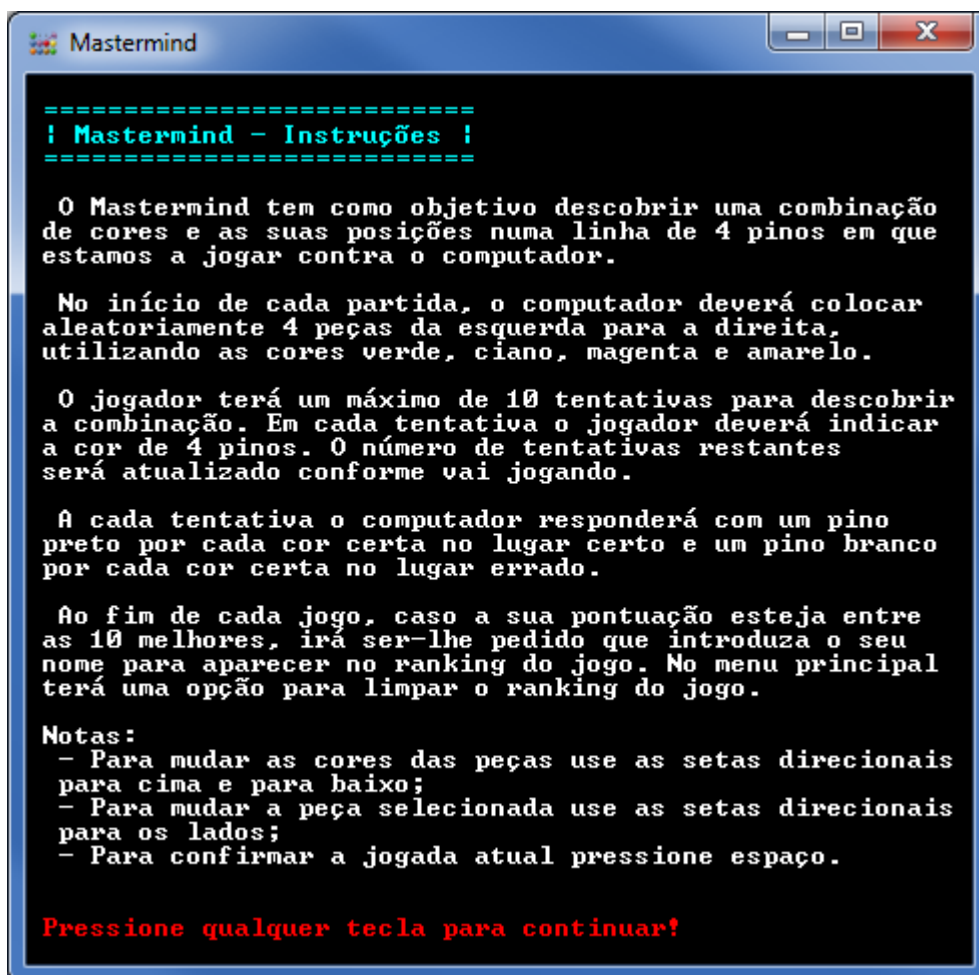 Mastermind
===========================
¦ Mastermind - Instruções ¦
===========================
O Mastermind tem como objetivo descobrir uma combinação
de cores e as suas posições numa linha de 4 pinos em que
estamos a jogar contra o computador.
No início de cada partida, o computador deverá colocar
aleatoriamente 4 peças da esquerda para a direita,
utilizando as cores verde, ciano, magenta e amarelo.
O jogador terá um máximo de 10 tentativas para descobrir
a combinação. Em cada tentativa o jogador deverá indicar
a cor de 4 pinos. O número de tentativas restantes
será atualizado conforme vai jogando.
A cada tentativa o computador responderá com um pino
preto por cada cor certa no lugar certo e um pino branco
por cada cor certa no lugar errado.
Ao fim de cada jogo, caso a sua pontuação esteja entre
as 10 melhores, irá ser-lhe pedido que introduza o seu
nome para aparecer no ranking do jogo. No menu principal
terá uma opção para limpar o ranking do jogo.
Notas:
- Para mudar as cores das peças use as setas direcionais
para cima e para baixo;
- Para mudar a peça selecionada use as setas direcionais
para os lados;
- Para confirmar a jogada atual pressione espaço.
Pressione qualquer tecla para continuar!